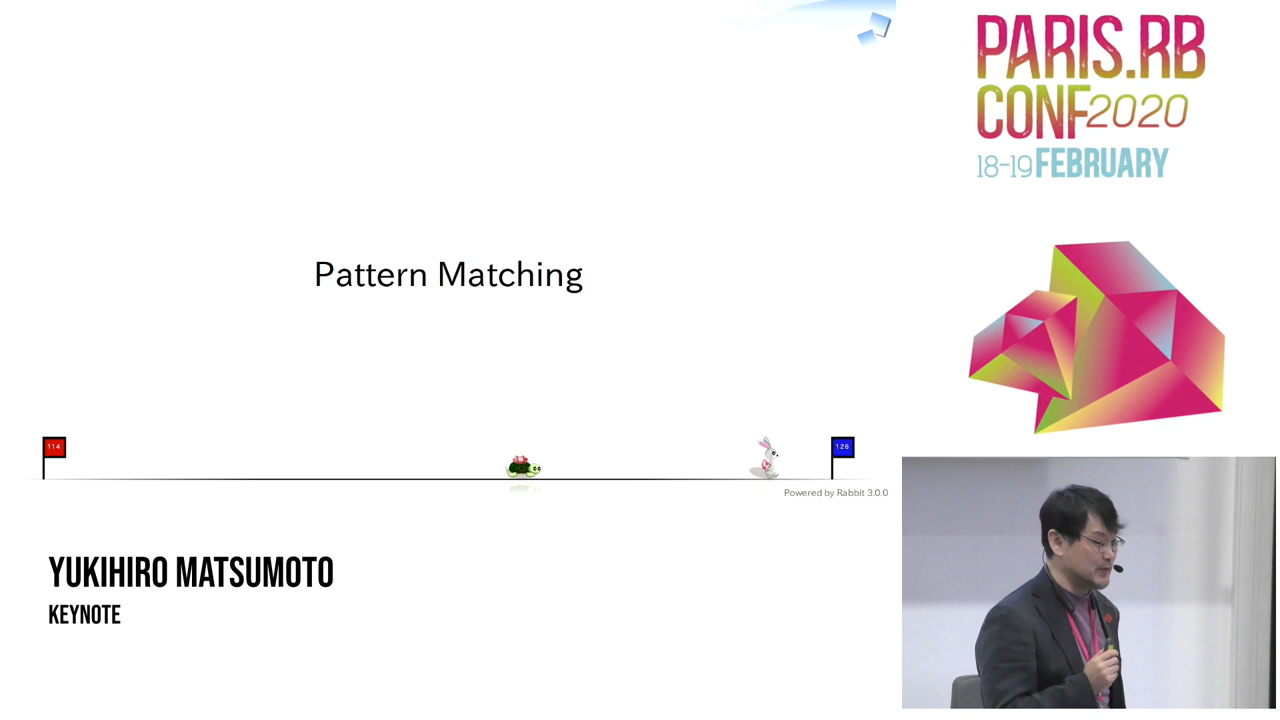 Pattern Matching
114
126
Powered by Rabbit 3.0.0
YUKIHIRO MATSUMOTO
KEYNOTE
PARIS.RB
CONF2020
18-19 FEBRUARY